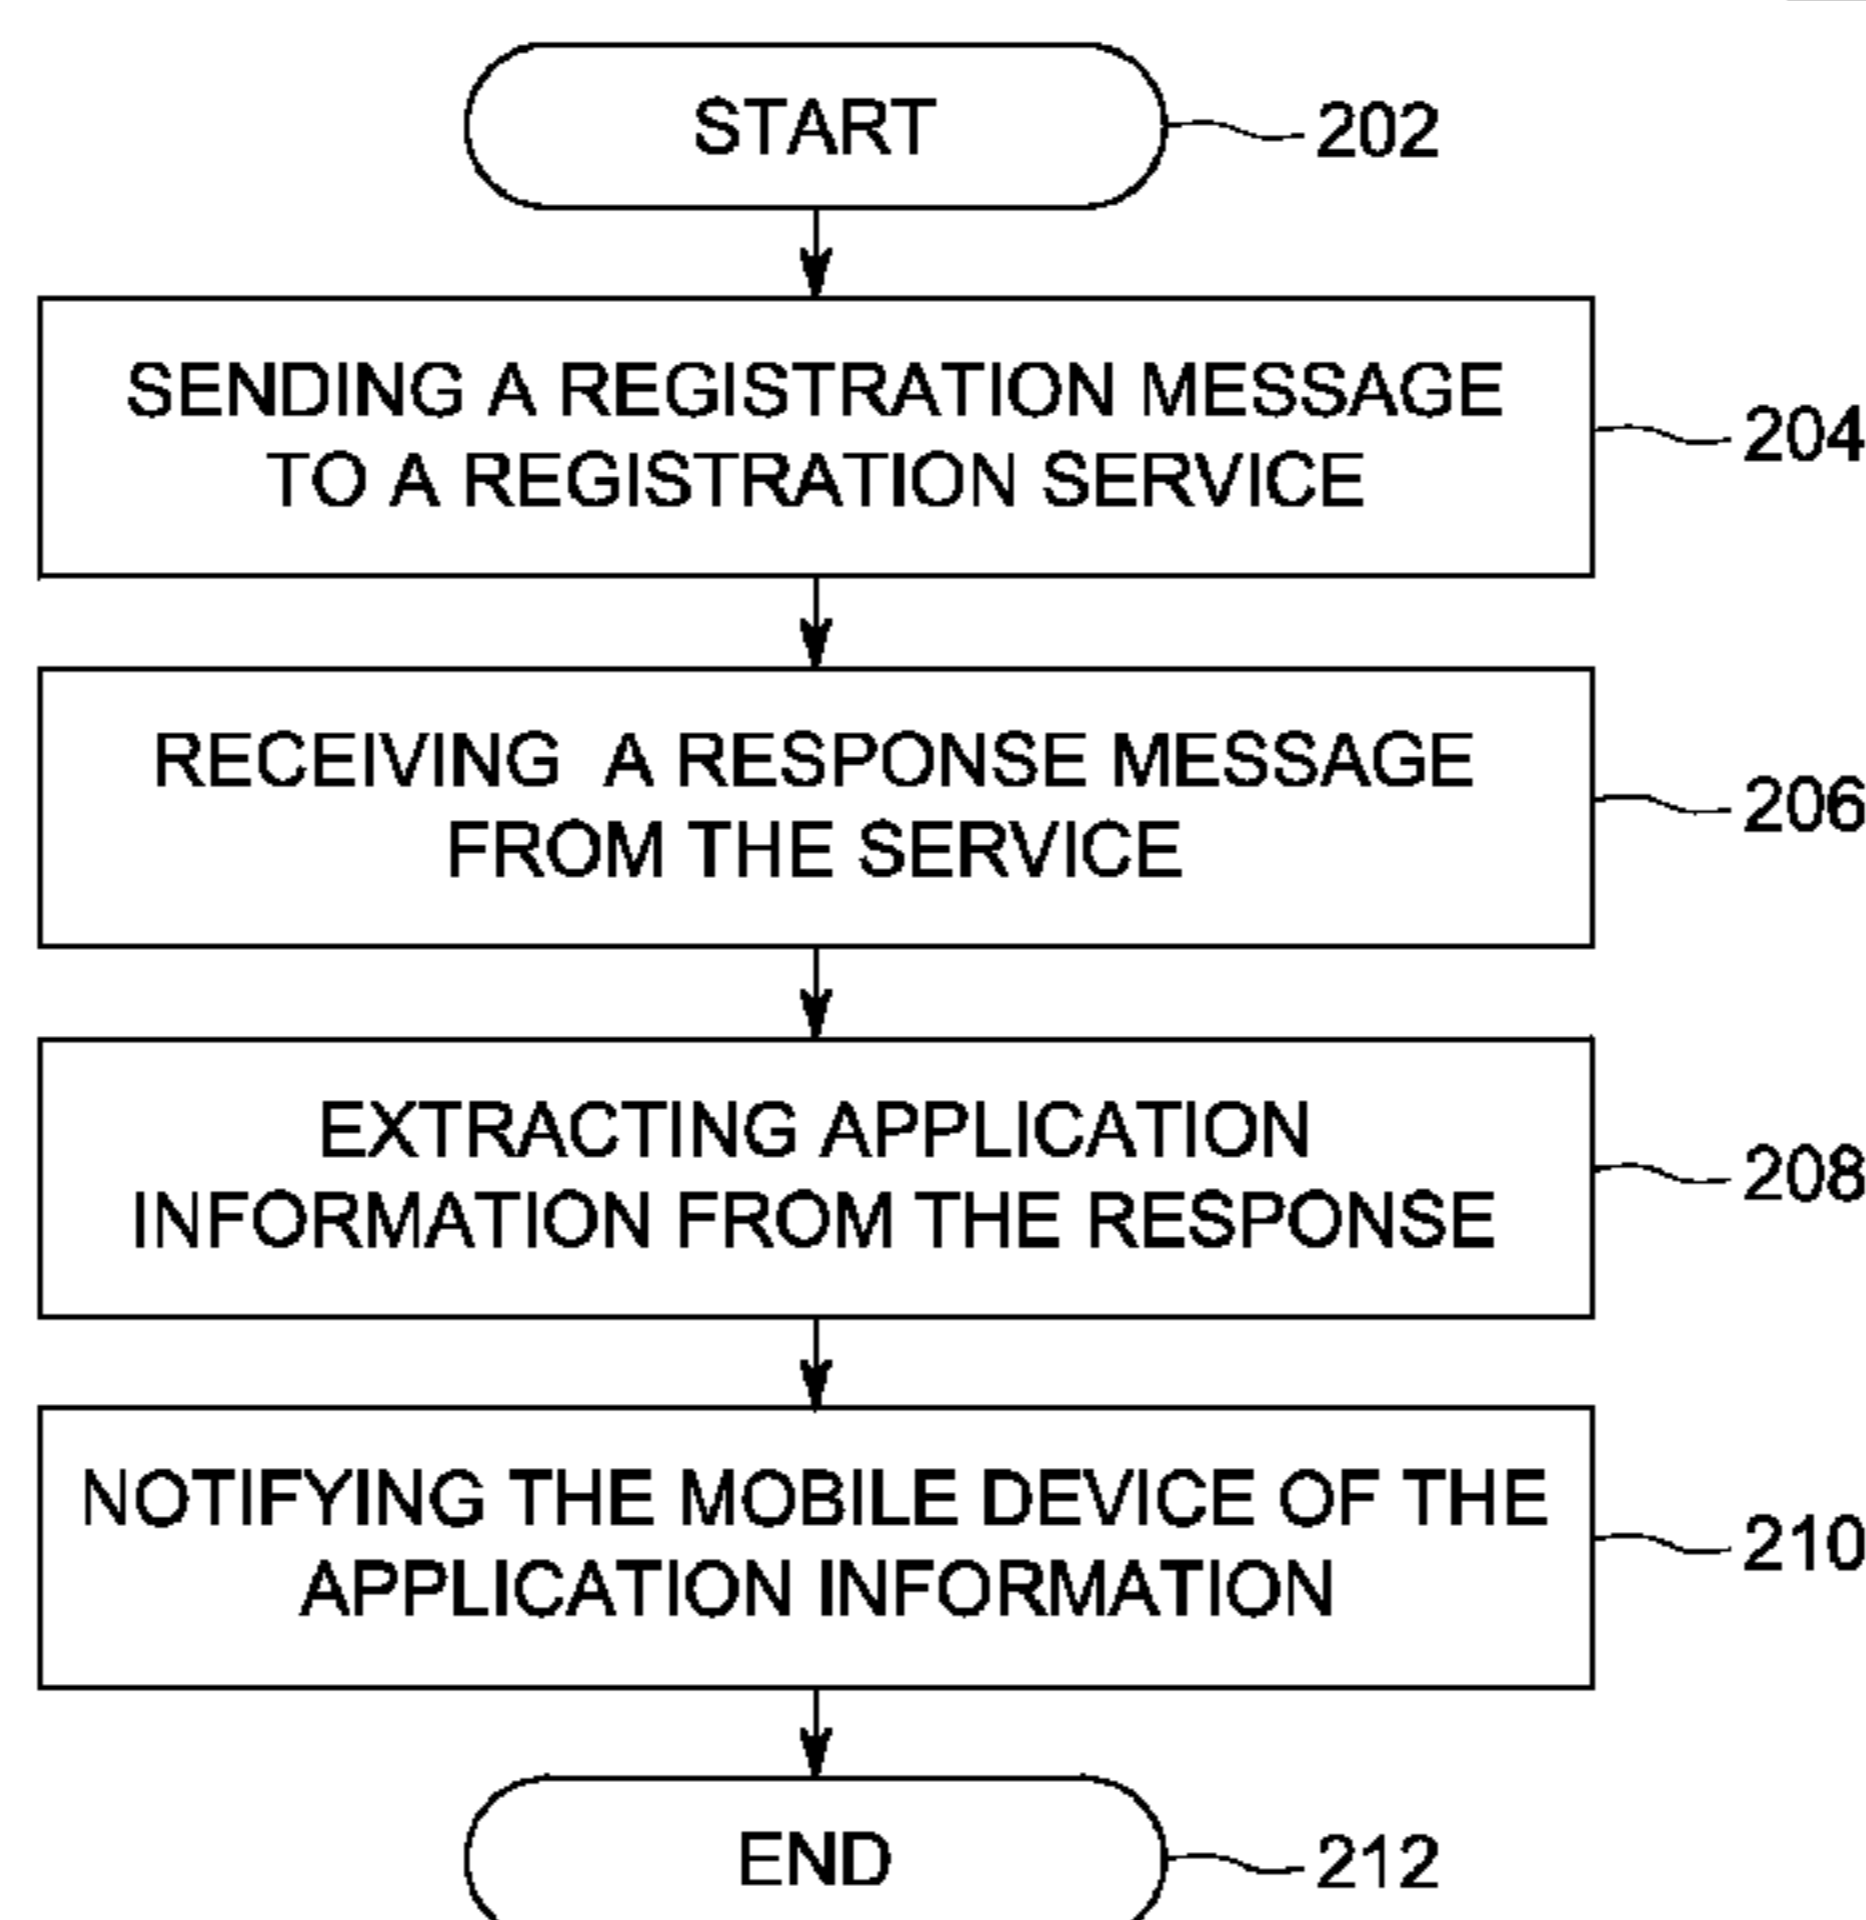 START
202
SENDING A REGISTRATION MESSAGE
TO A REGISTRATION SERVICE
204
RECEIVING A RESPONSE MESSAGE
FROM THE SERVICE
206
EXTRACTING APPLICATION
INFORMATION FROM THE RESPONSE
208
NOTIFYING THE MOBILE DEVICE OF THE
APPLICATION INFORMATION
210
END
212